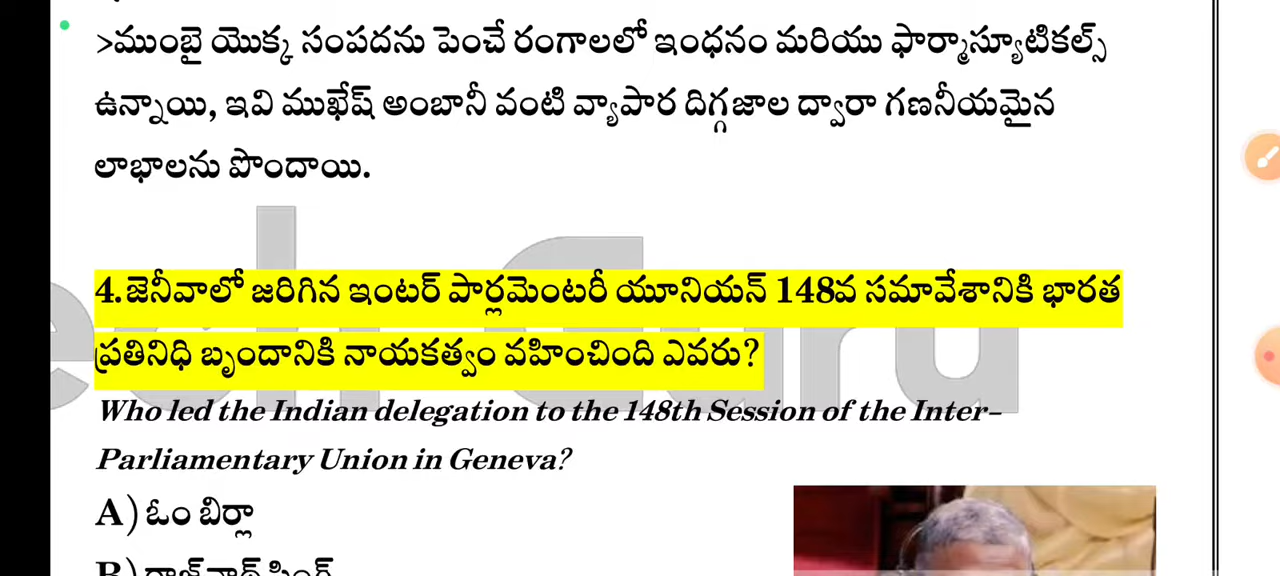 >ముంబై యొక్క సంపదను పెంచే రంగాలలో ఇంధనం మరియు ఫార్మాస్యూటికల్స్
ఉన్నాయి, ఇవి ముఖేష్ అంబానీ వంటి వ్యాపార దిగ్గజాల ద్వారా గణనీయమైన
లాభాలను పొందాయి.
4.జెనీవాలో జరిగిన ఇంటర్ పార్లమెంటరీ యూనియన్ 148వ సమావేశానికి భారత
ప్రతినిధి బృందానికి నాయకత్వం వహించింది ఎవరు?
Who led the Indian delegation to the 148th Session of the Inter-
Parliamentary Union in Geneva?
A) ఓం బిర్లా
B) రాజ్‌నాథ్ సింగ్